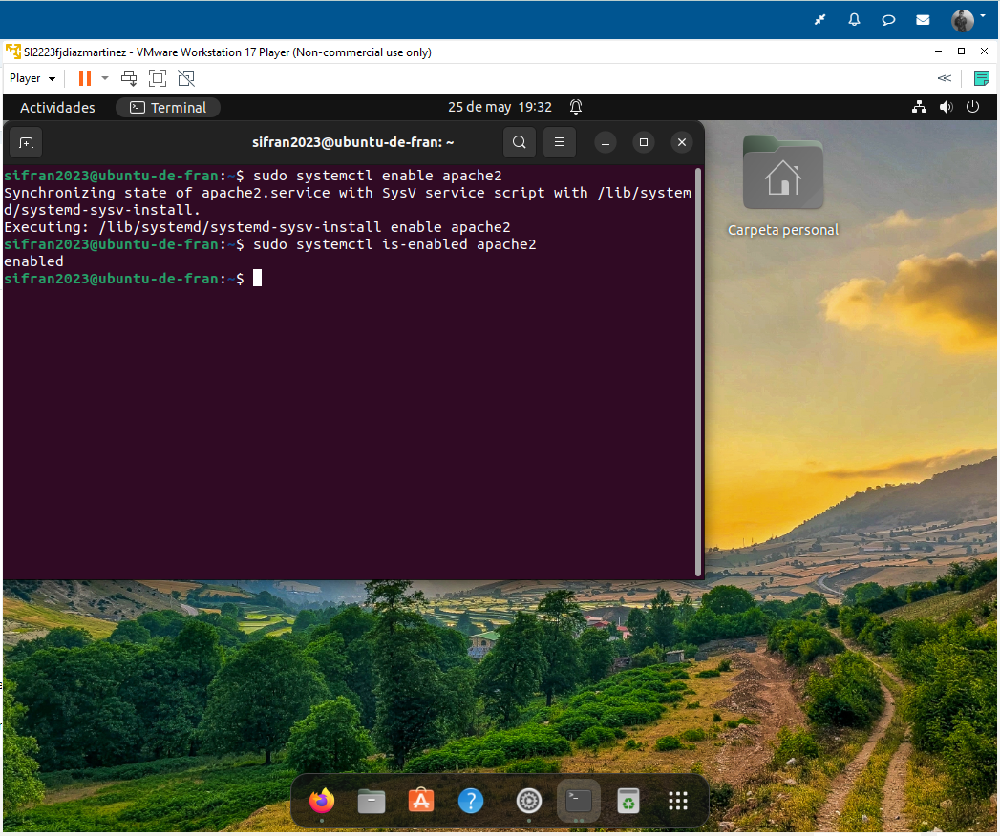 SI2223fjdiazmartinez - VMware Workstation 17 Player (Non-commercial use only)
Player
Actividades
Terminal
25 de may 19:32
sifran2023@ubuntu-de-fran: ~
sifran2023@ubuntu-de-fran:~$ sudo systemctl enable apache2
Synchronizing state of apache2.service with SysV service script with /lib/system
d/systemd-sysv-install.
Executing: /lib/systemd/systemd-sysv-install enable apache2
sifran2023@ubuntu-de-fran:~$ sudo systemctl is-enabled apache2
enabled
sifran2023@ubuntu-de-fran:~$
Carpeta personal